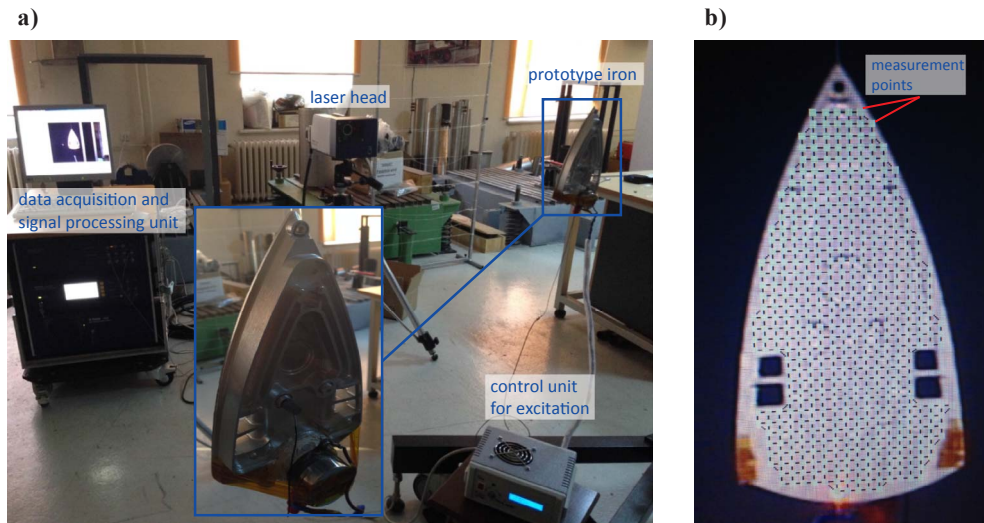 a)
b)
prototype iron
laser head
measurement
points
data acquisition and
signal processing unit
control unit
for excitation